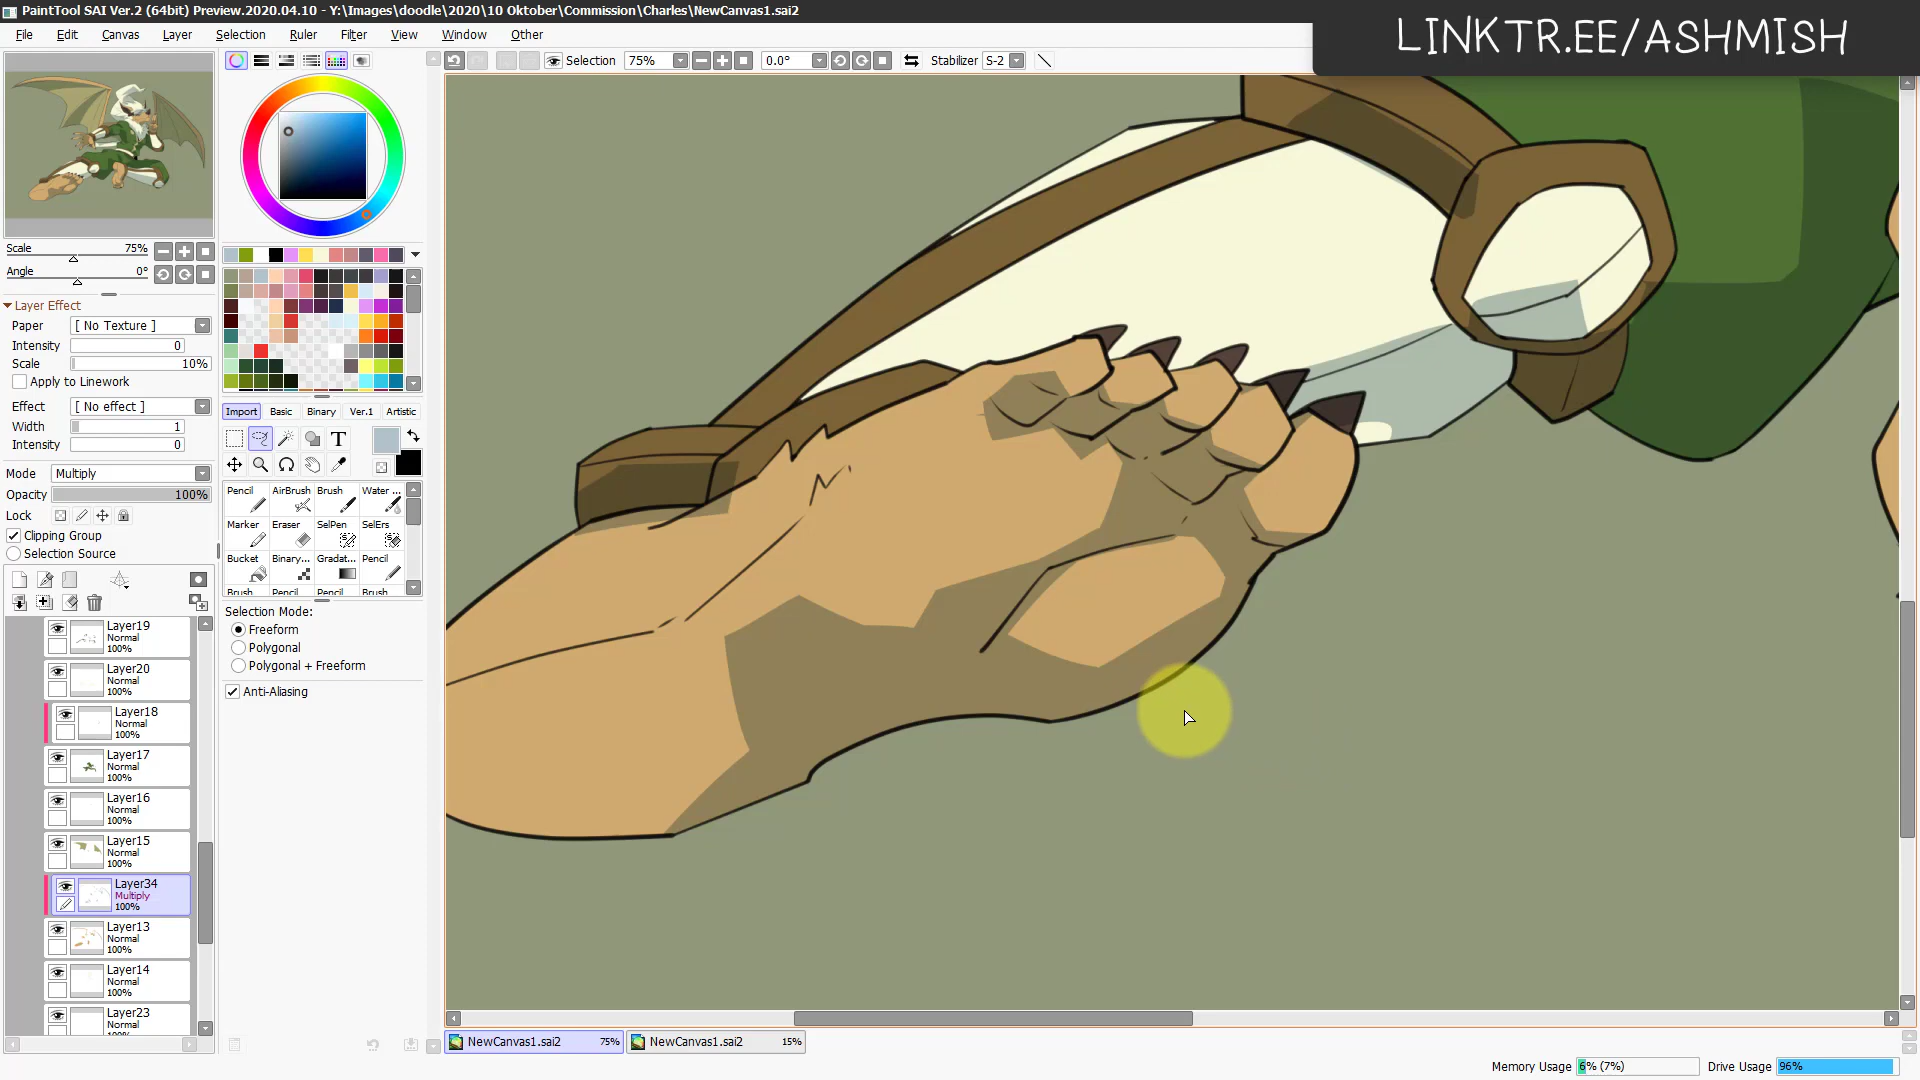 PaintTool SAI Ver.2 (64bit) Preview.2020.04.10 - Y:\Images\doodle\2020\10 Oktober\Commission\Charles\NewCanvas1.sai2
LINKTR.EE/ASHMISH
File Edit Canvas Layer Selection Ruler Filter View Window Other
Selection 75% 0.0° Stabilizer S-2
Scale 75%
Angle 0°
Layer Effect
Paper [ No Texture ]
Intensity 0
Scale 10%
Apply to Linework
Effect [ No effect ]
Width 1
Intensity 0
Mode Multiply
Opacity 100%
Lock
Clipping Group
Selection Source
Layer19
Normal
100%
Layer20
Normal
100%
Layer18
Normal
100%
Layer17
Normal
100%
Layer16
Normal
100%
Layer15
Normal
100%
Layer34
Multiply
100%
Layer13
Normal
100%
Layer14
Normal
100%
Layer23
Normal
Import Basic Binary Ver.1 Artistic
T
Pencil AirBrush Brush Water ...
Marker Eraser SelPen SelErs
Bucket Binary... Gradat... Pencil
Brush Pencil Pencil Brush
Selection Mode:
Freeform
Polygonal
Polygonal + Freeform
Anti-Aliasing
NewCanvas1.sai2 75% NewCanvas1.sai2 15%
Memory Usage 6% (7%) Drive Usage 96%